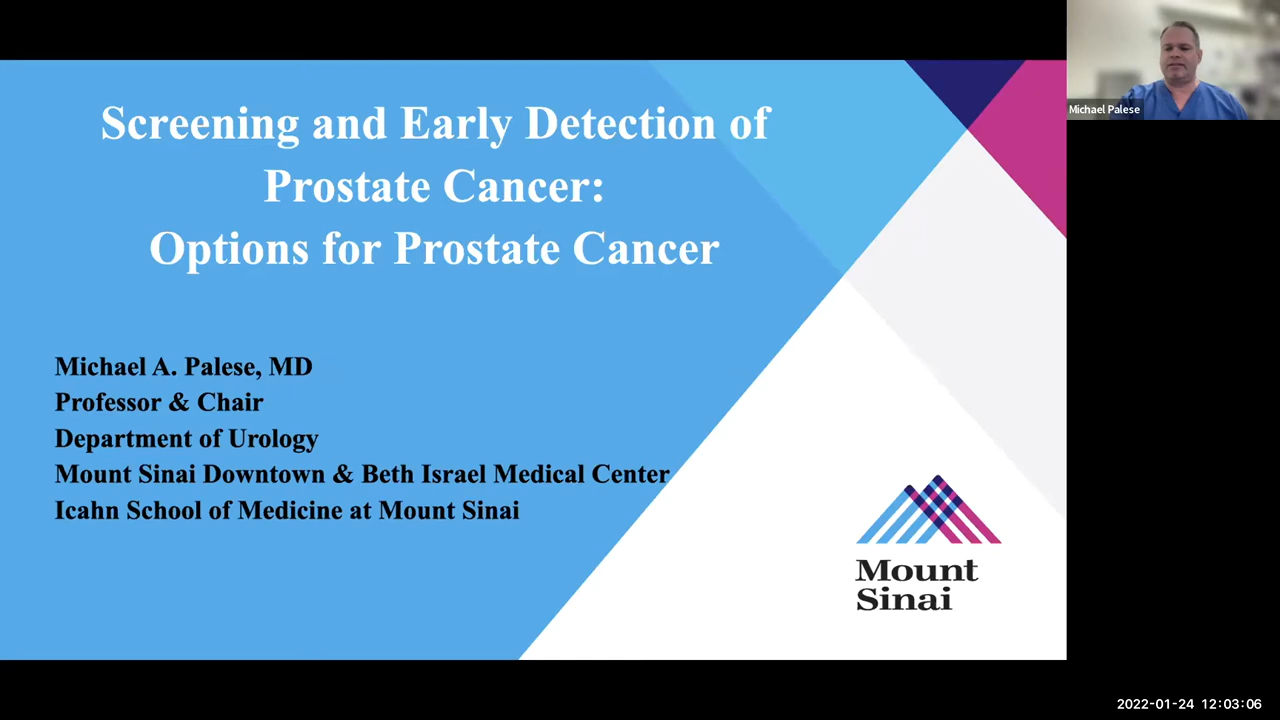 Screening and Early Detection of
Prostate Cancer:
Options for Prostate Cancer
Michael A. Palese, MD
Professor & Chair
Department of Urology
Mount Sinai Downtown & Beth Israel Medical Center
Icahn School of Medicine at Mount Sinai
Mount
Sinai
Michael Palese
2022-01-24 12:03:06